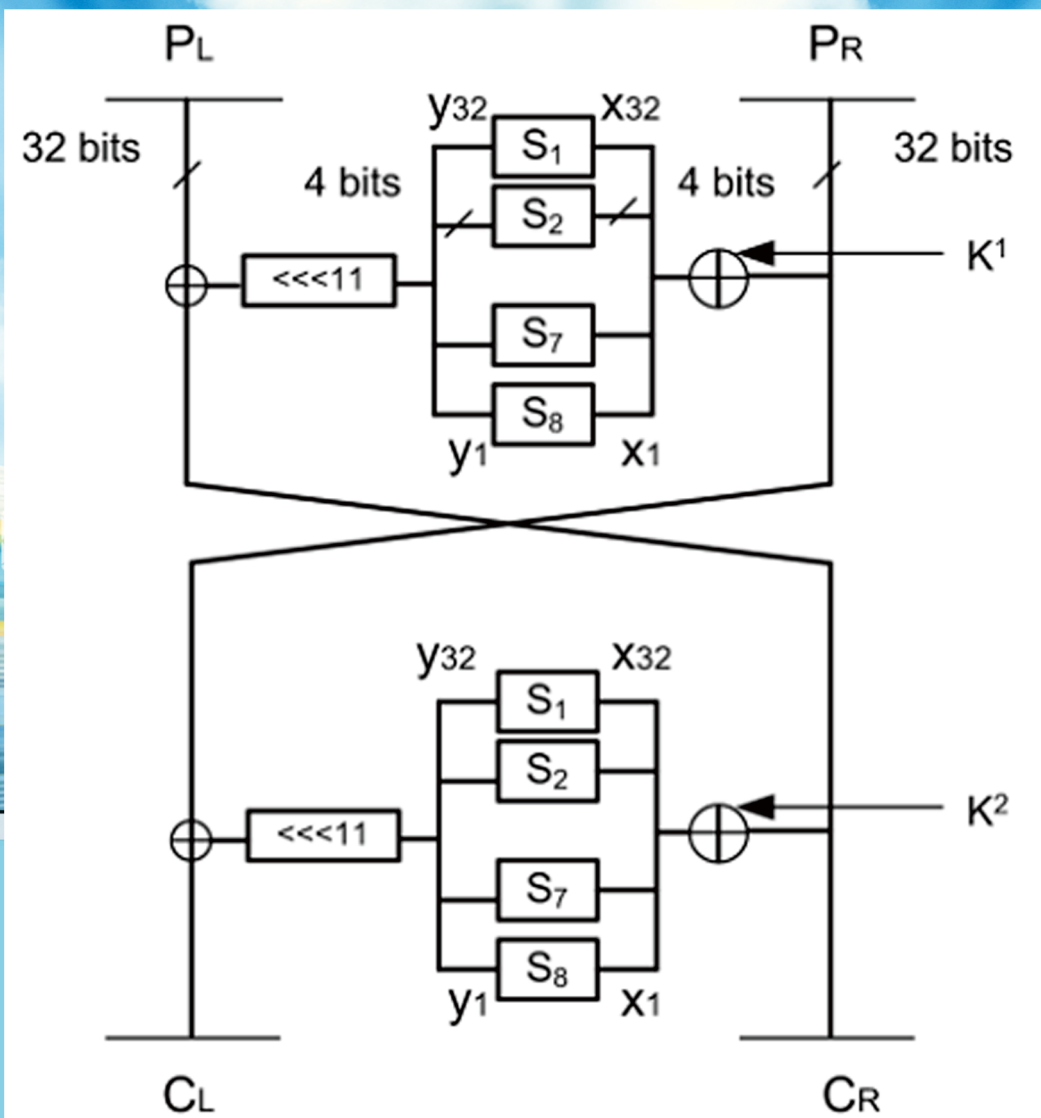 PL PR
32 bits 4 bits y32 S1 x32 4 bits 32 bits
S2
<<<11 K¹
S7
S8
y1 x1
y32 S1 x32
S2
<<<11 K²
S7
S8
y1 x1
CL CR